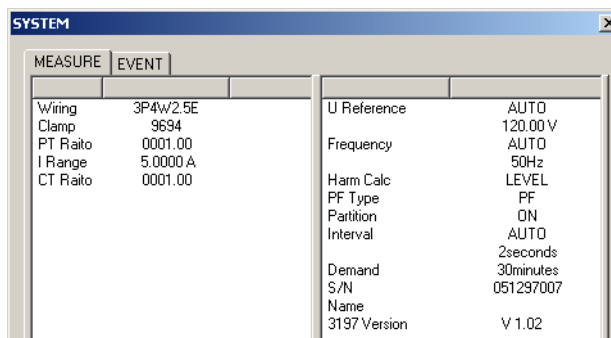 SYSTEM
MEASURE EVENT
Wiring 3P4W2.5E
Clamp 9694
PT Raito 0001.00
I Range 5.0000 A
CT Raito 0001.00
U Reference AUTO
120.00 V
Frequency AUTO
50Hz
Harm Calc LEVEL
PF Type PF
Partition ON
Interval AUTO
2seconds
Demand 30minutes
S/N 051297007
Name
3197 Version V 1.02